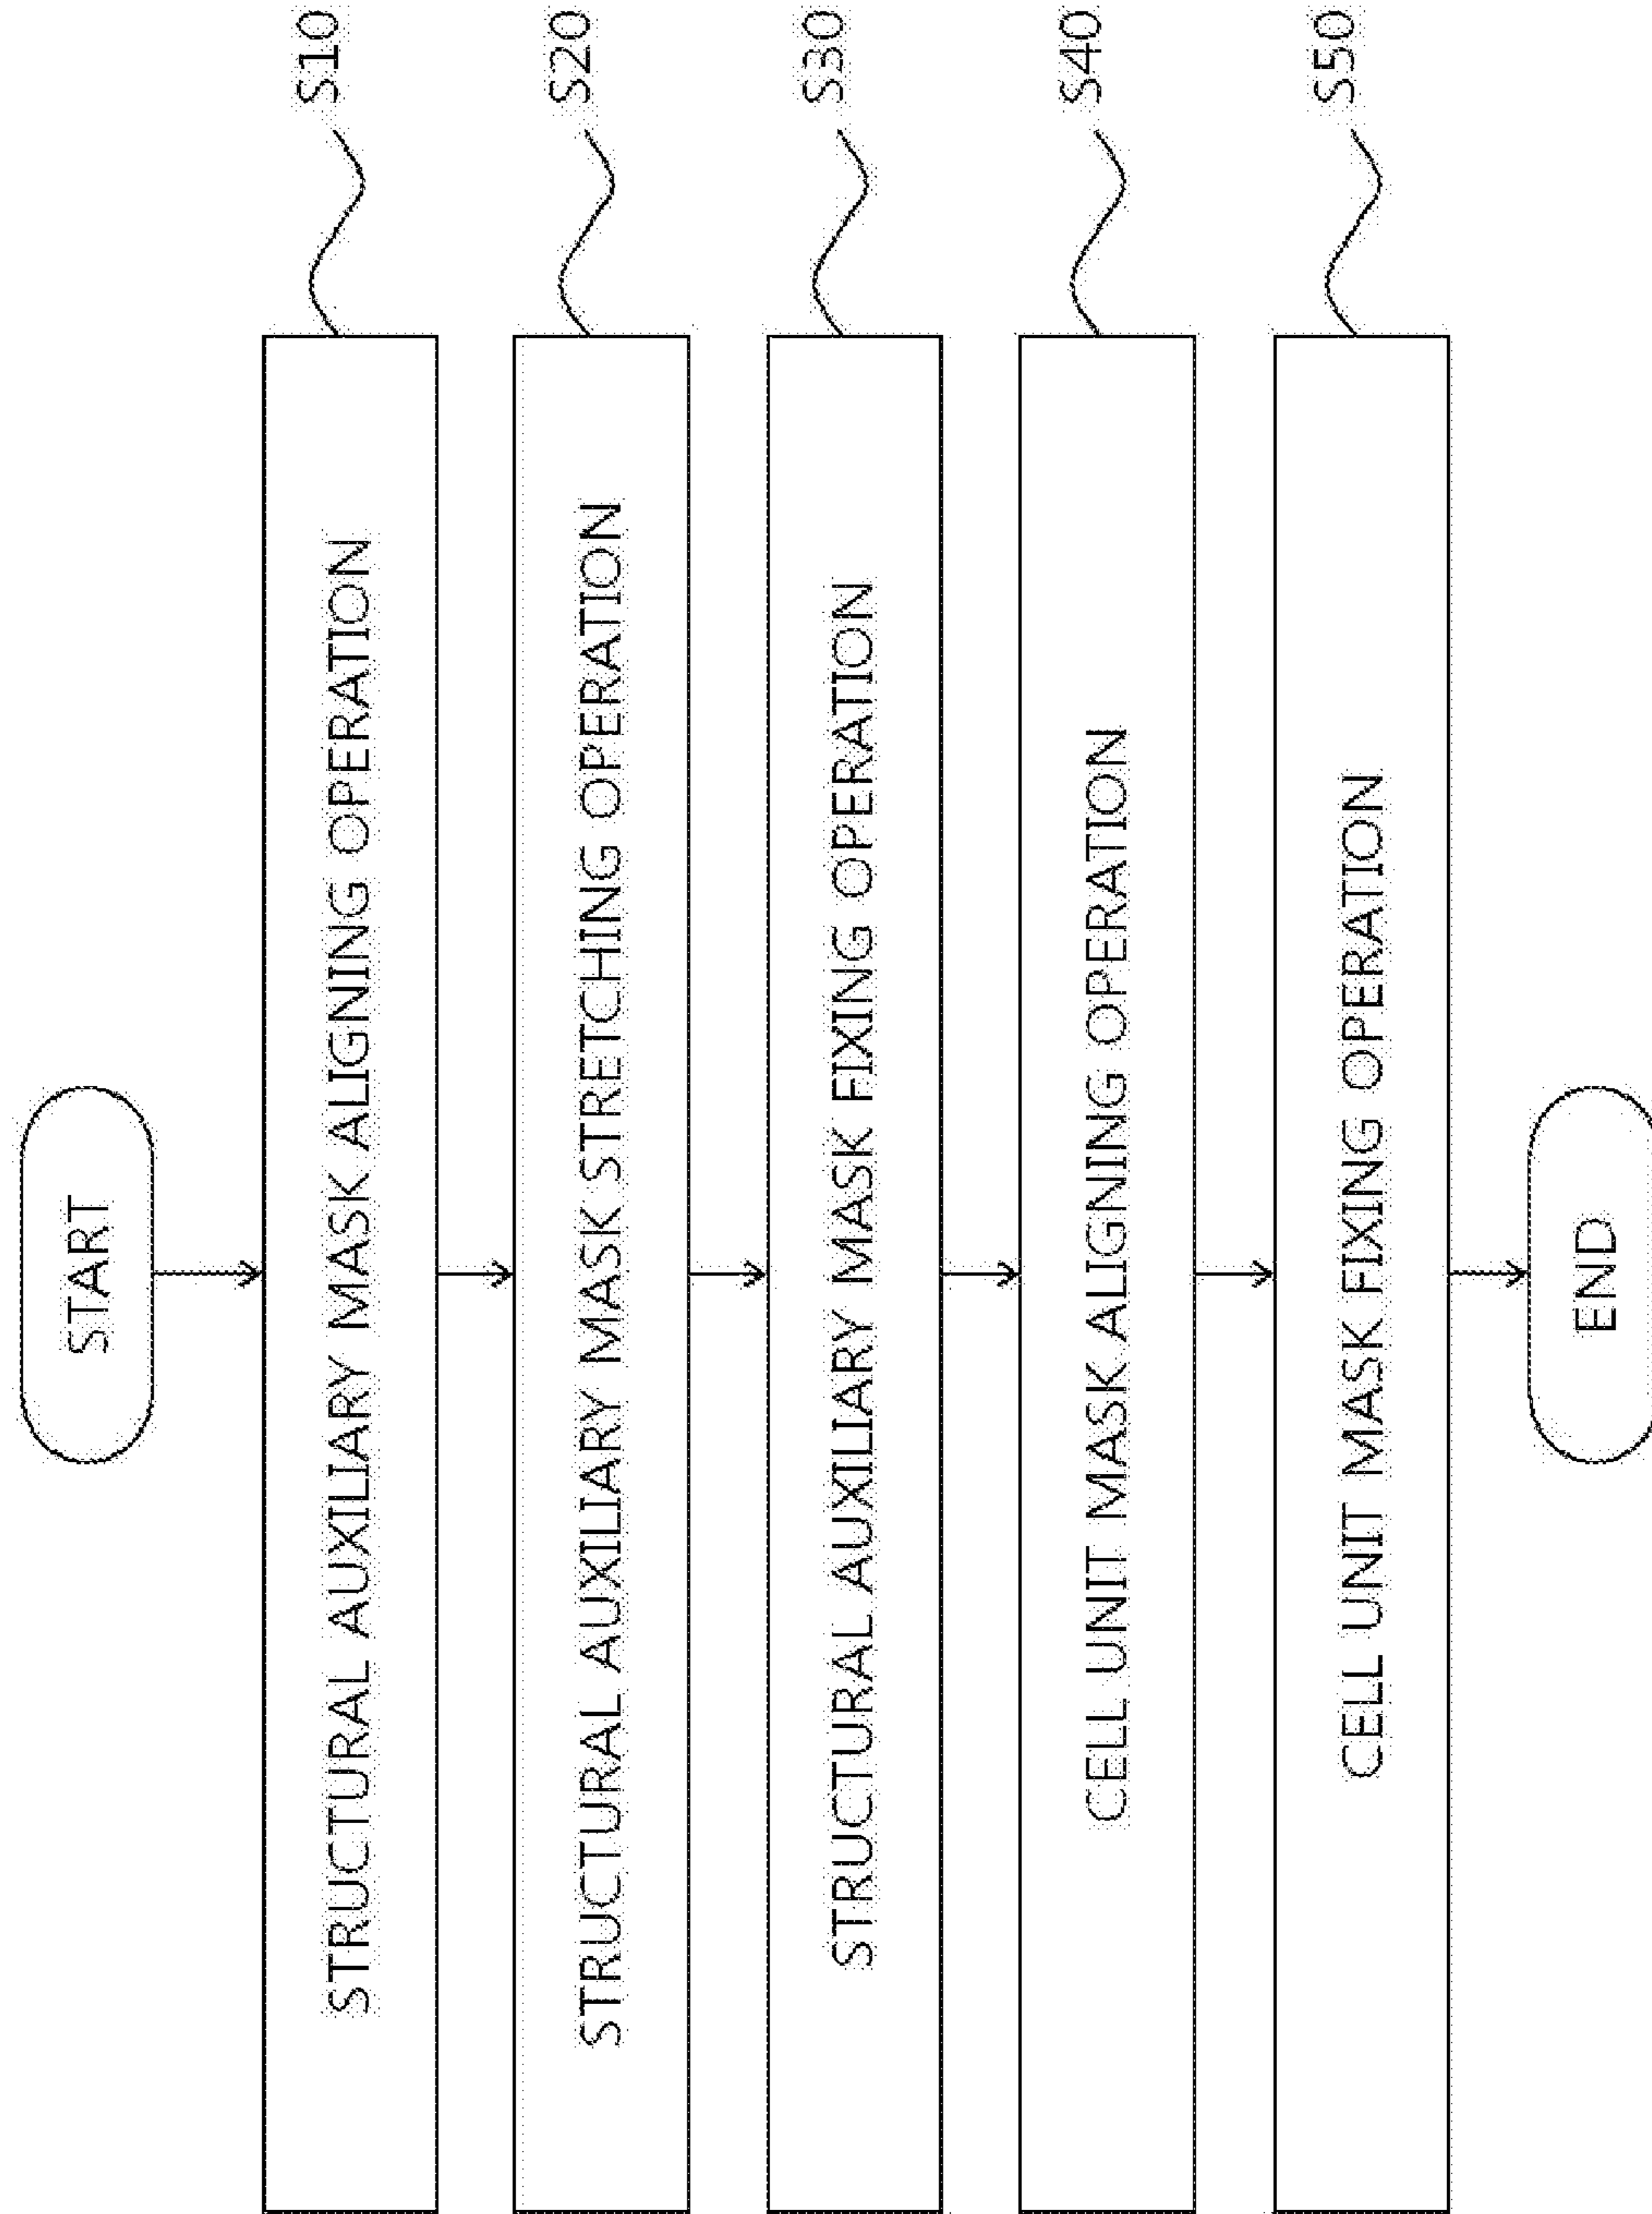 START
STRUCTURAL AUXILIARY MASK ALIGNING OPERATION
S10
STRUCTURAL AUXILIARY MASK STRETCHING OPERATION
S20
STRUCTURAL AUXILIARY MASK FIXING OPERATION
S30
CELL UNIT MASK ALIGNING OPERATION
S40
CELL UNIT MASK FIXING OPERATION
S50
END